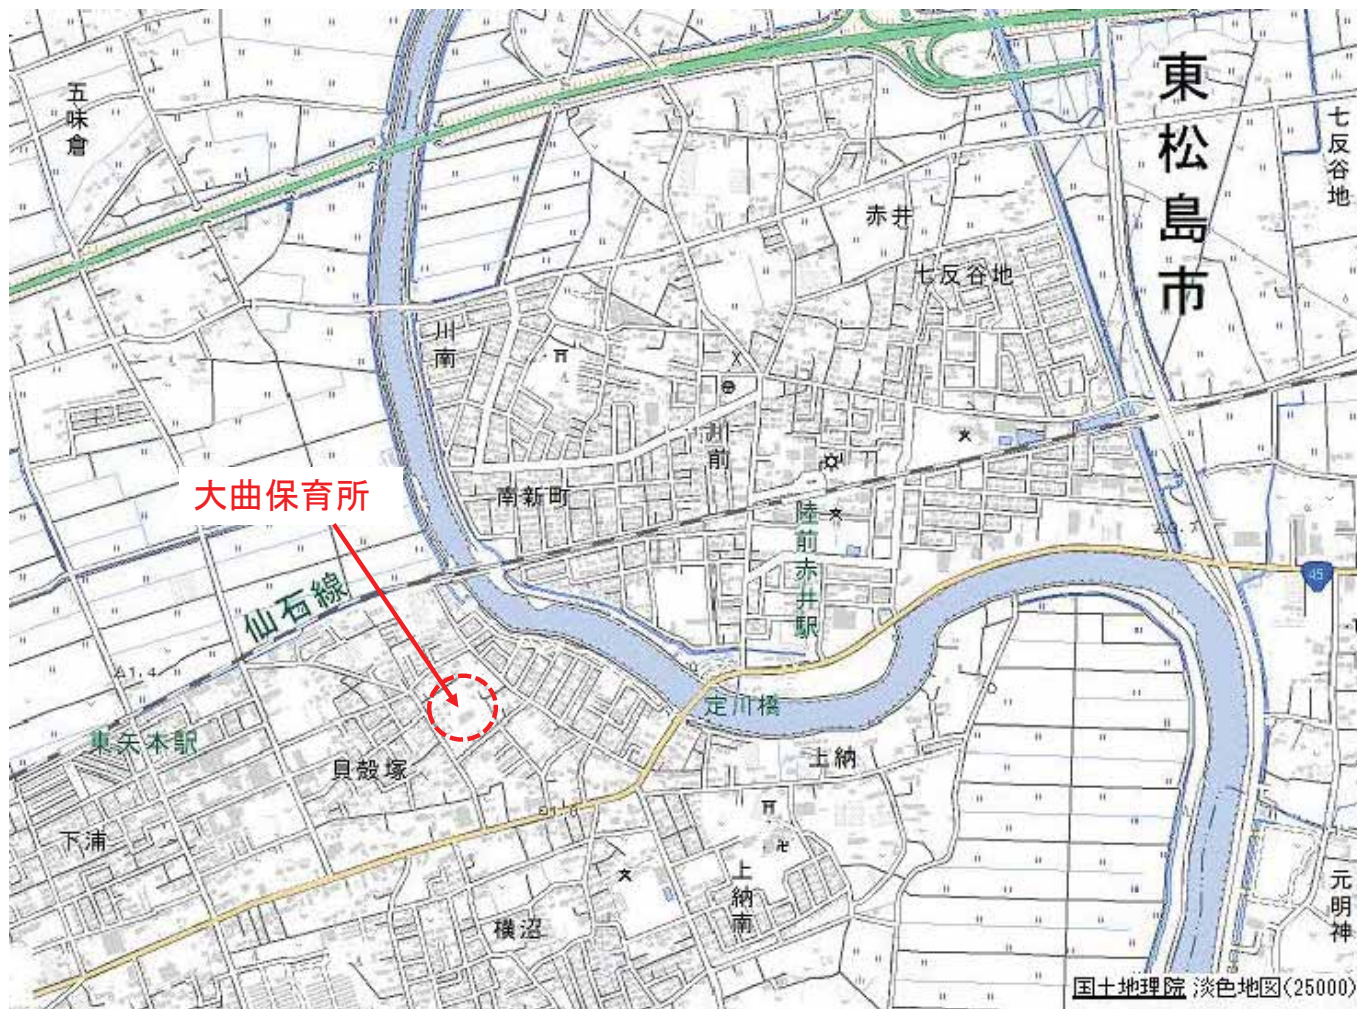 東松島市
五味倉
七反谷地
赤井
七反谷地
川南
川前
大曲保育所
南新町
陸前赤井駅
45
仙石線
1.4
定川橋
東矢本駅
貝殻塚
上納
下浦
上納南
横沼
元明神
国土地理院 淡色地図(25000)